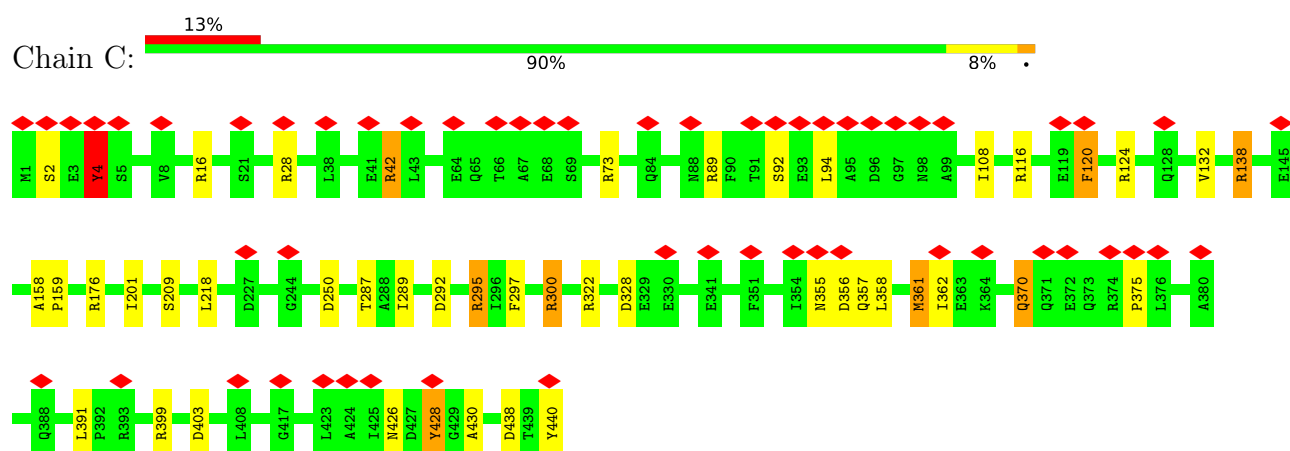 13%
Chain C:
90% 8% •
M1 S2 E3 Y4 S5 V8 R16 S21 R28 L38 E41 R42 L43 E64 Q65 T66 A67 E68 S69 R73 Q84 N88 R89 F90 T91 S92 E93 L94 A95 D96 G97 N98 A99 I108 R116 E119 F120 R124 Q128 V132 R138 E145
A158 P159 R176 I201 S209 L218 D227 G244 D250 T287 A288 I289 D292 R295 I296 F297 R300 R322 D328 E329 E330 E341 F351 I354 N355 D356 Q357 L358 M361 I362 E363 K364 Q370 Q371 E372 Q373 R374 P375 L376 A380
Q388 L391 P392 R393 R399 D403 L408 G417 L423 A424 I425 N426 D427 Y428 G429 A430 D438 T439 Y440